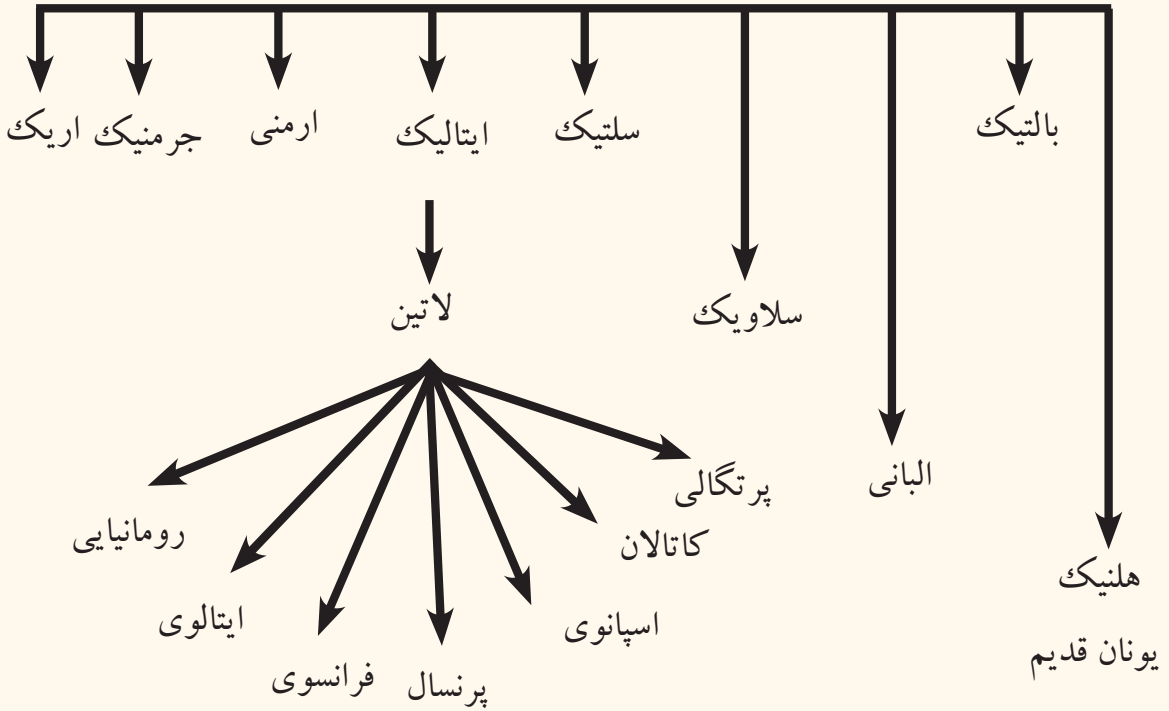 بالتیک
سلتیک
ایتالیک
ارمنی
جرمنیک
اریک
سلاویک
لاتین
البانی
پرتگالی
کاتالان
اسپانوی
پرنسال
فرانسوی
ایتالوی
رومانیایی
هلنیک
یونان قدیم